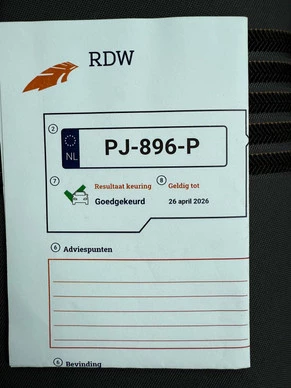 RDW
2
NL
PJ-896-P
7 Resultaat keuring
Goedgekeurd
8 Geldig tot
26 april 2026
6 Adviespunten
6 Bevinding